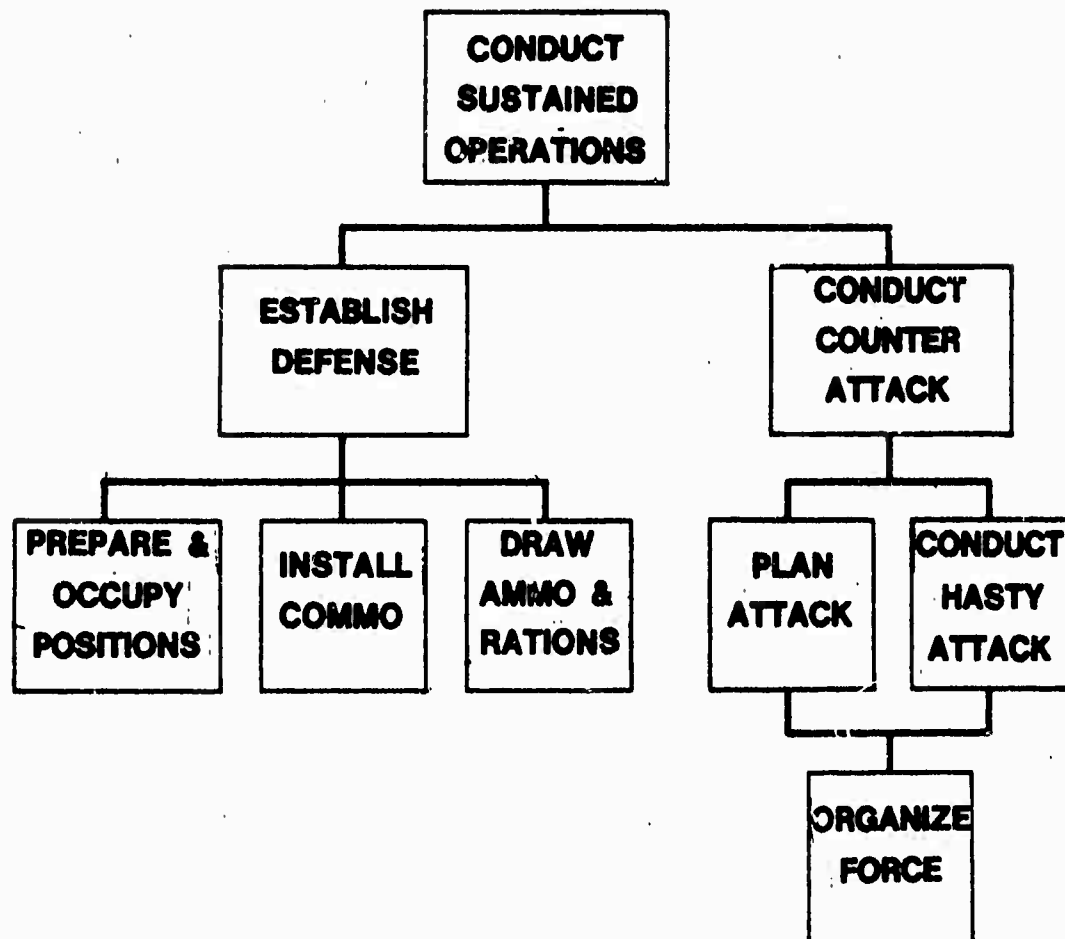 CONDUCT
SUSTAINED
OPERATIONS
ESTABLISH
DEFENSE
CONDUCT
COUNTER
ATTACK
PREPARE &
OCCUPY
POSITIONS
INSTALL
COMMO
DRAW
AMMO &
RATIONS
PLAN
ATTACK
CONDUCT
HASTY
ATTACK
ORGANIZE
FORCE